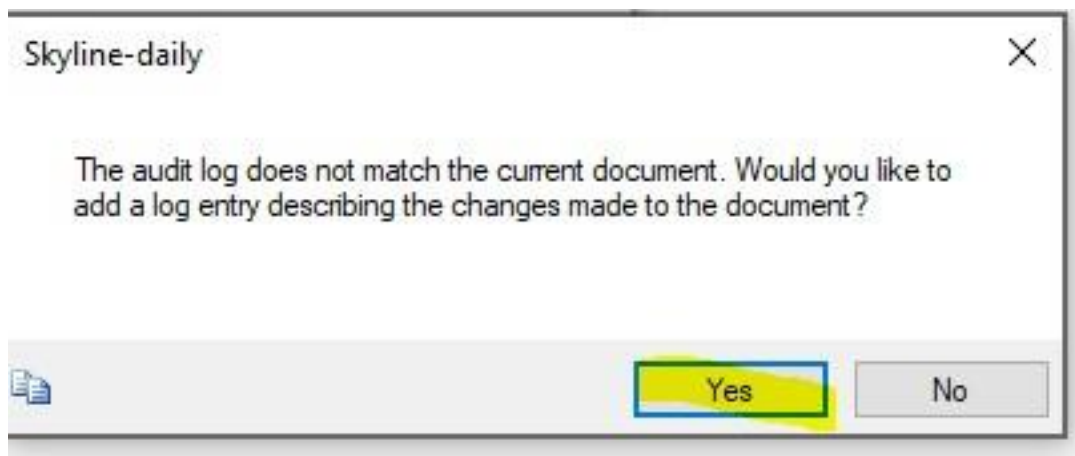 Skyline-daily
The audit log does not match the current document. Would you like to
add a log entry describing the changes made to the document?
Yes
No